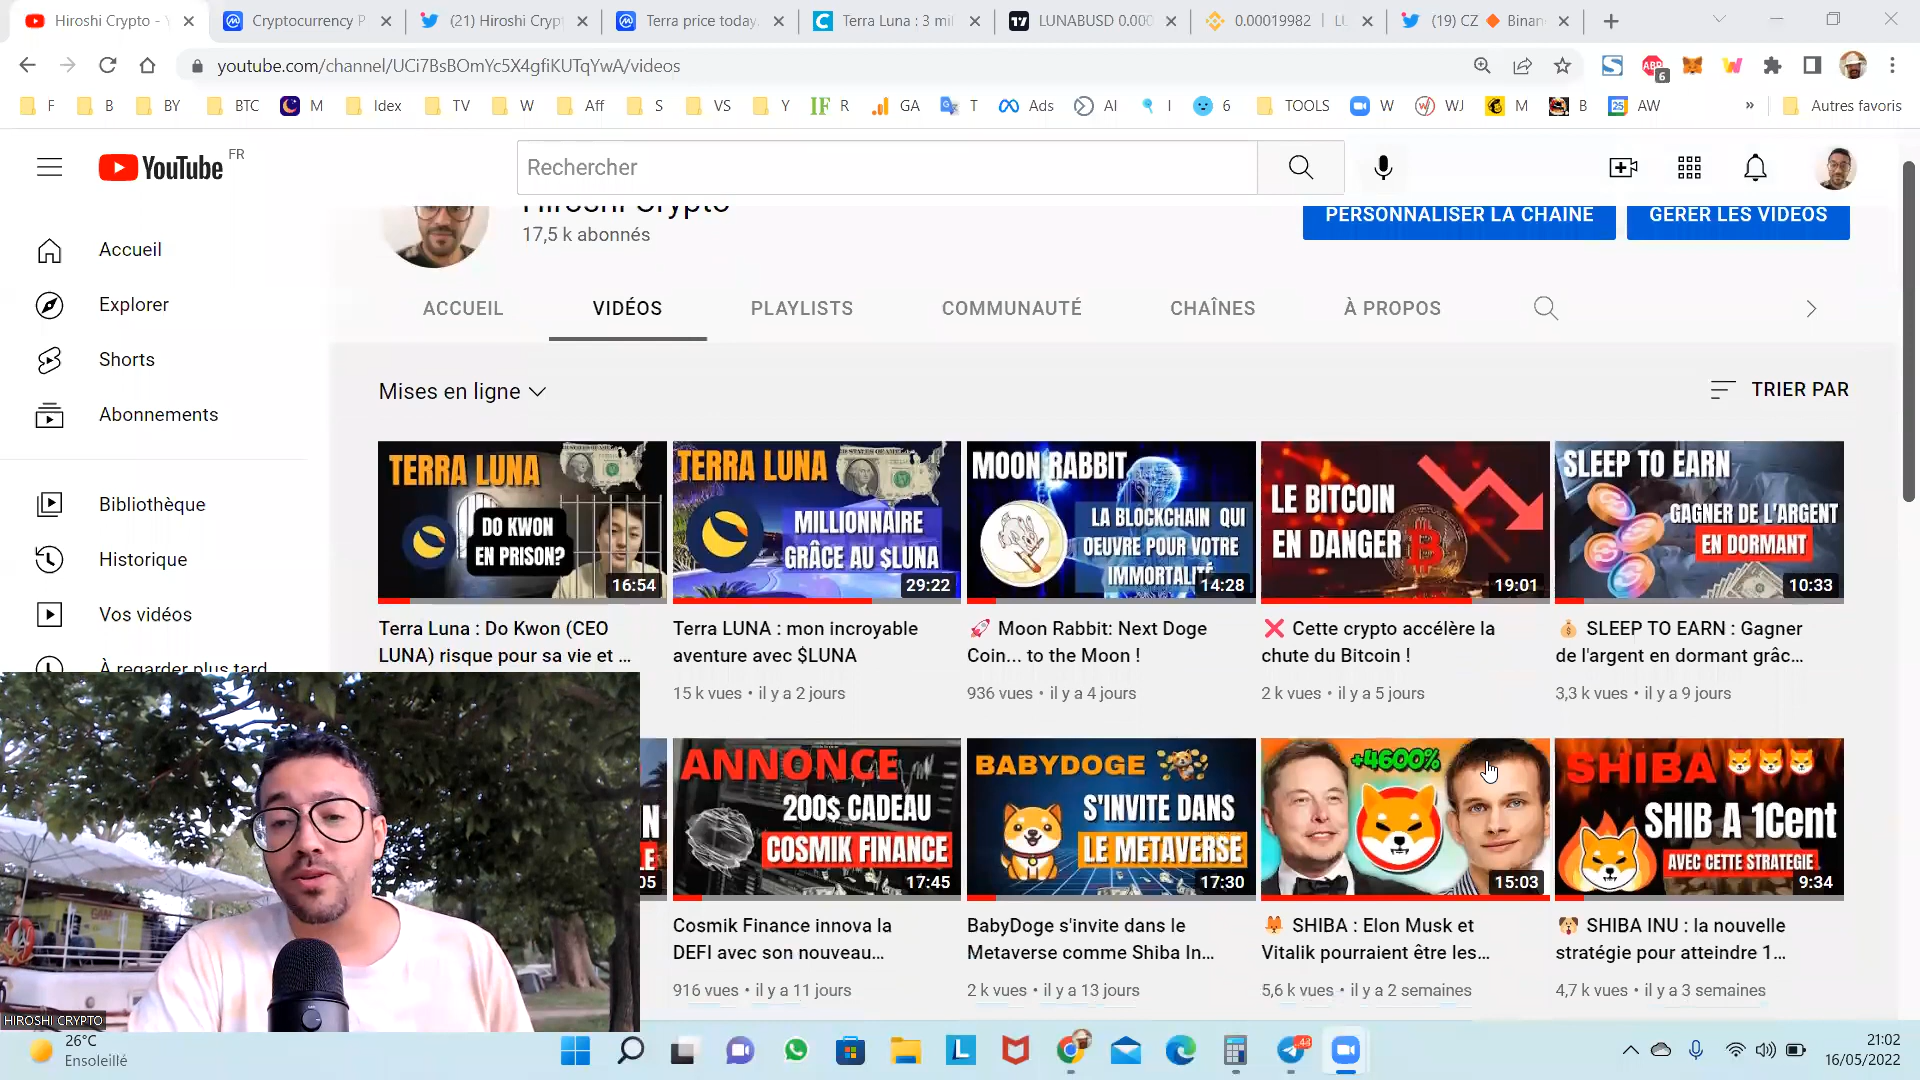 Hiroshi Crypto - Y
Cryptocurrency P
(21) Hiroshi Crypt
Terra price today,
Terra Luna : 3 mil
LUNABUSD 0.000
0.00019982 | LU
(19) CZ 🔶 Binan
youtube.com/channel/UCi7BsBOmYc5X4gfiKUTqYwA/videos
6
F
B
BY
BTC
M
Idex
TV
W
Aff
S
VS
Y
R
GA
T
Ads
AI
I
6
TOOLS
W
WJ
M
B
AW
»
Autres favoris
YouTube FR
Rechercher
Hiroshi Crypto
17,5 k abonnés
PERSONNALISER LA CHAÎNE
GÉRER LES VIDÉOS
Accueil
Explorer
Shorts
Abonnements
Bibliothèque
Historique
Vos vidéos
À regarder plus tard
ACCUEIL
VIDÉOS
PLAYLISTS
COMMUNAUTÉ
CHAÎNES
À PROPOS
Mises en ligne
TRIER PAR
TERRA LUNA
DO KWON
EN PRISON?
16:54
Terra Luna : Do Kwon (CEO
LUNA) risque pour sa vie et ...
TERRA LUNA
MILLIONNAIRE
GRÂCE AU $LUNA
29:22
Terra LUNA : mon incroyable
aventure avec $LUNA
15 k vues • il y a 2 jours
MOON RABBIT
LA BLOCKCHAIN QUI
OEUVRE POUR VOTRE
IMMORTALITÉ
14:28
🚀 Moon Rabbit: Next Doge
Coin... to the Moon !
936 vues • il y a 4 jours
LE BITCOIN
EN DANGER
19:01
❌ Cette crypto accélère la
chute du Bitcoin !
2 k vues • il y a 5 jours
SLEEP TO EARN
GAGNER DE L'ARGENT
EN DORMANT
10:33
💰 SLEEP TO EARN : Gagner
de l'argent en dormant grâc...
3,3 k vues • il y a 9 jours
N
LE
05
ANNONCE
200$ CADEAU
COSMIK FINANCE
17:45
Cosmik Finance innova la
DEFI avec son nouveau...
916 vues • il y a 11 jours
BABYDOGE
S'INVITE DANS
LE METAVERSE
17:30
BabyDoge s'invite dans le
Metaverse comme Shiba In...
2 k vues • il y a 13 jours
+4600%
15:03
🦊 SHIBA : Elon Musk et
Vitalik pourraient être les...
5,6 k vues • il y a 2 semaines
SHIBA
SHIB A 1Cent
AVEC CETTE STRATEGIE
9:34
🐶 SHIBA INU : la nouvelle
stratégie pour atteindre 1...
4,7 k vues • il y a 3 semaines
HIROSHI CRYPTO
26°C
Ensoleillé
44
21:02
16/05/2022